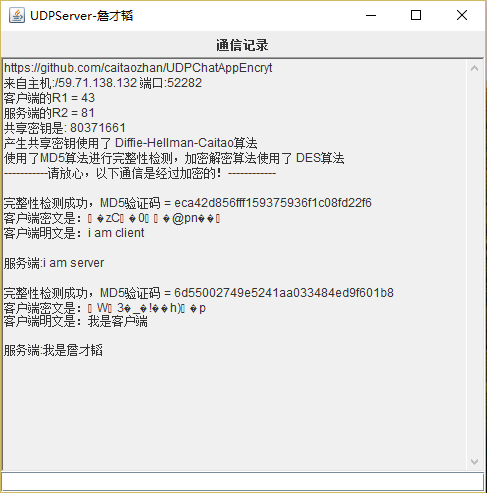 UDPServer-詹才韬
通信记录
https://github.com/caitaozhan/UDPChatAppEncryt
来自主机:/59.71.138.132 端口:52282
客户端的R1 = 43
服务端的R2 = 81
共享密钥是: 80371661
产生共享密钥使用了 Diffie-Hellman-Caitao算法
使用了MD5算法进行完整性检测，加密解密算法使用了 DES算法
-----------请放心，以下通信是经过加密的！------------
完整性检测成功，MD5验证码 = eca42d856fff159375936f1c08fd22f6
客户端密文是：�zC�0�@pn��
客户端明文是：i am client
服务端:i am server
完整性检测成功，MD5验证码 = 6d55002749e5241aa033484ed9f601b8
客户端密文是：W3�_�!��h)�p
客户端明文是：我是客户端
服务端:我是詹才韬